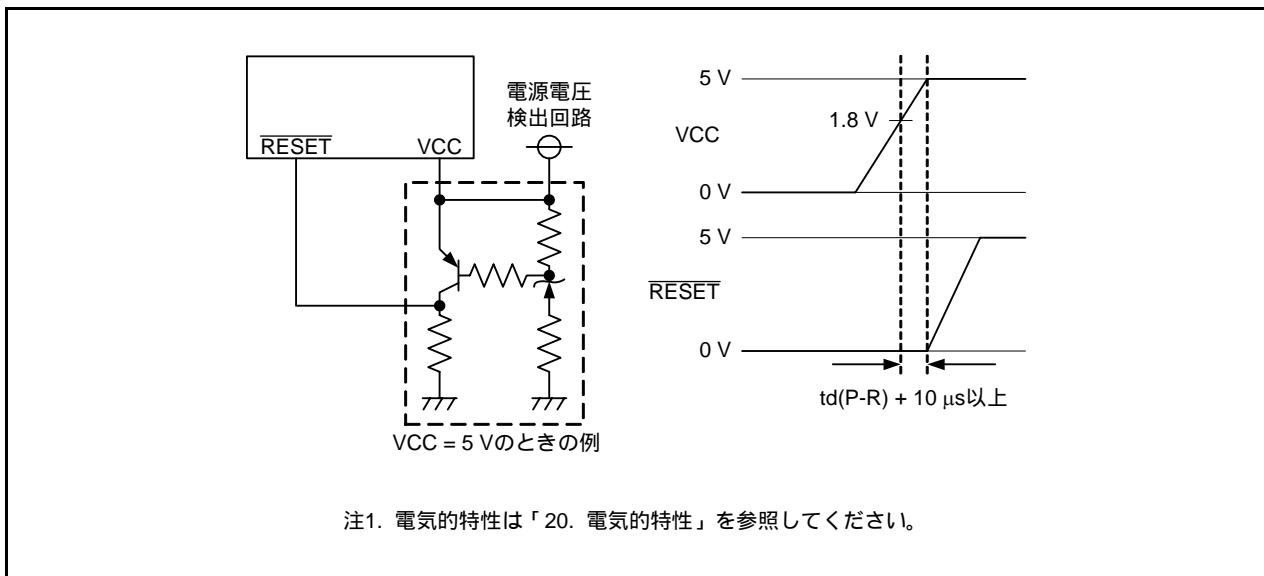 電源電圧
検出回路
RESET
VCC
VCC = 5 Vのときの例
5 V
1.8 V
VCC
0 V
5 V
RESET
0 V
td(P-R) + 10 μs以上
注1. 電気的特性は「20. 電気的特性」を参照してください。